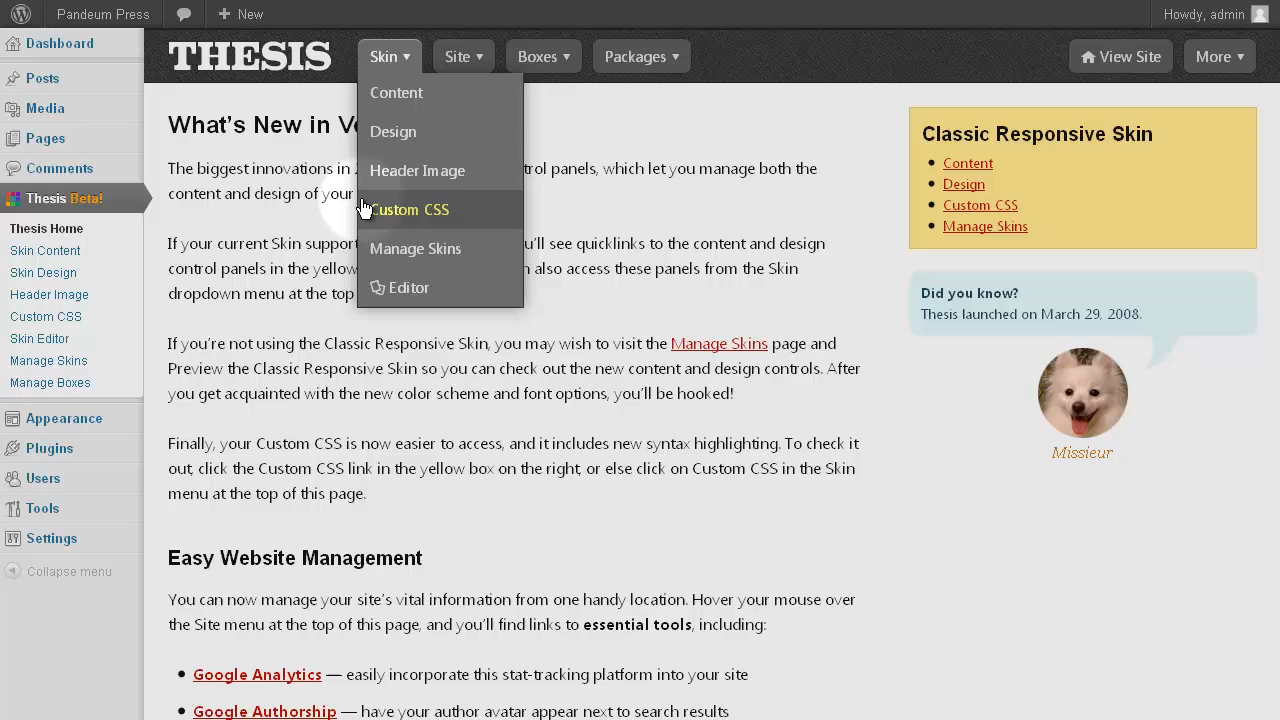 Pandeum Press
New
Howdy, admin
Dashboard
Posts
Media
Pages
Comments
Thesis Beta!
Thesis Home
Skin Content
Skin Design
Header Image
Custom CSS
Skin Editor
Manage Skins
Manage Boxes
Appearance
Plugins
Users
Tools
Settings
Collapse menu
THESIS
Skin
Site
Boxes
Packages
View Site
More
Content
Design
Header Image
Custom CSS
Manage Skins
Editor
What's New in Ve
The biggest innovations in 2 trol panels, which let you manage both the
content and design of your
If your current Skin support u'll see quicklinks to the content and design
control panels in the yellow n also access these panels from the Skin
dropdown menu at the top
If you're not using the Classic Responsive Skin, you may wish to visit the Manage Skins page and
Preview the Classic Responsive Skin so you can check out the new content and design controls. After
you get acquainted with the new color scheme and font options, you'll be hooked!
Finally, your Custom CSS is now easier to access, and it includes new syntax highlighting. To check it
out, click the Custom CSS link in the yellow box on the right, or else click on Custom CSS in the Skin
menu at the top of this page.
Easy Website Management
You can now manage your site's vital information from one handy location. Hover your mouse over
the Site menu at the top of this page, and you'll find links to essential tools, including:
Google Analytics — easily incorporate this stat-tracking platform into your site
Google Authorship — have your author avatar appear next to search results
Classic Responsive Skin
Content
Design
Custom CSS
Manage Skins
Did you know?
Thesis launched on March 29, 2008.
Missieur